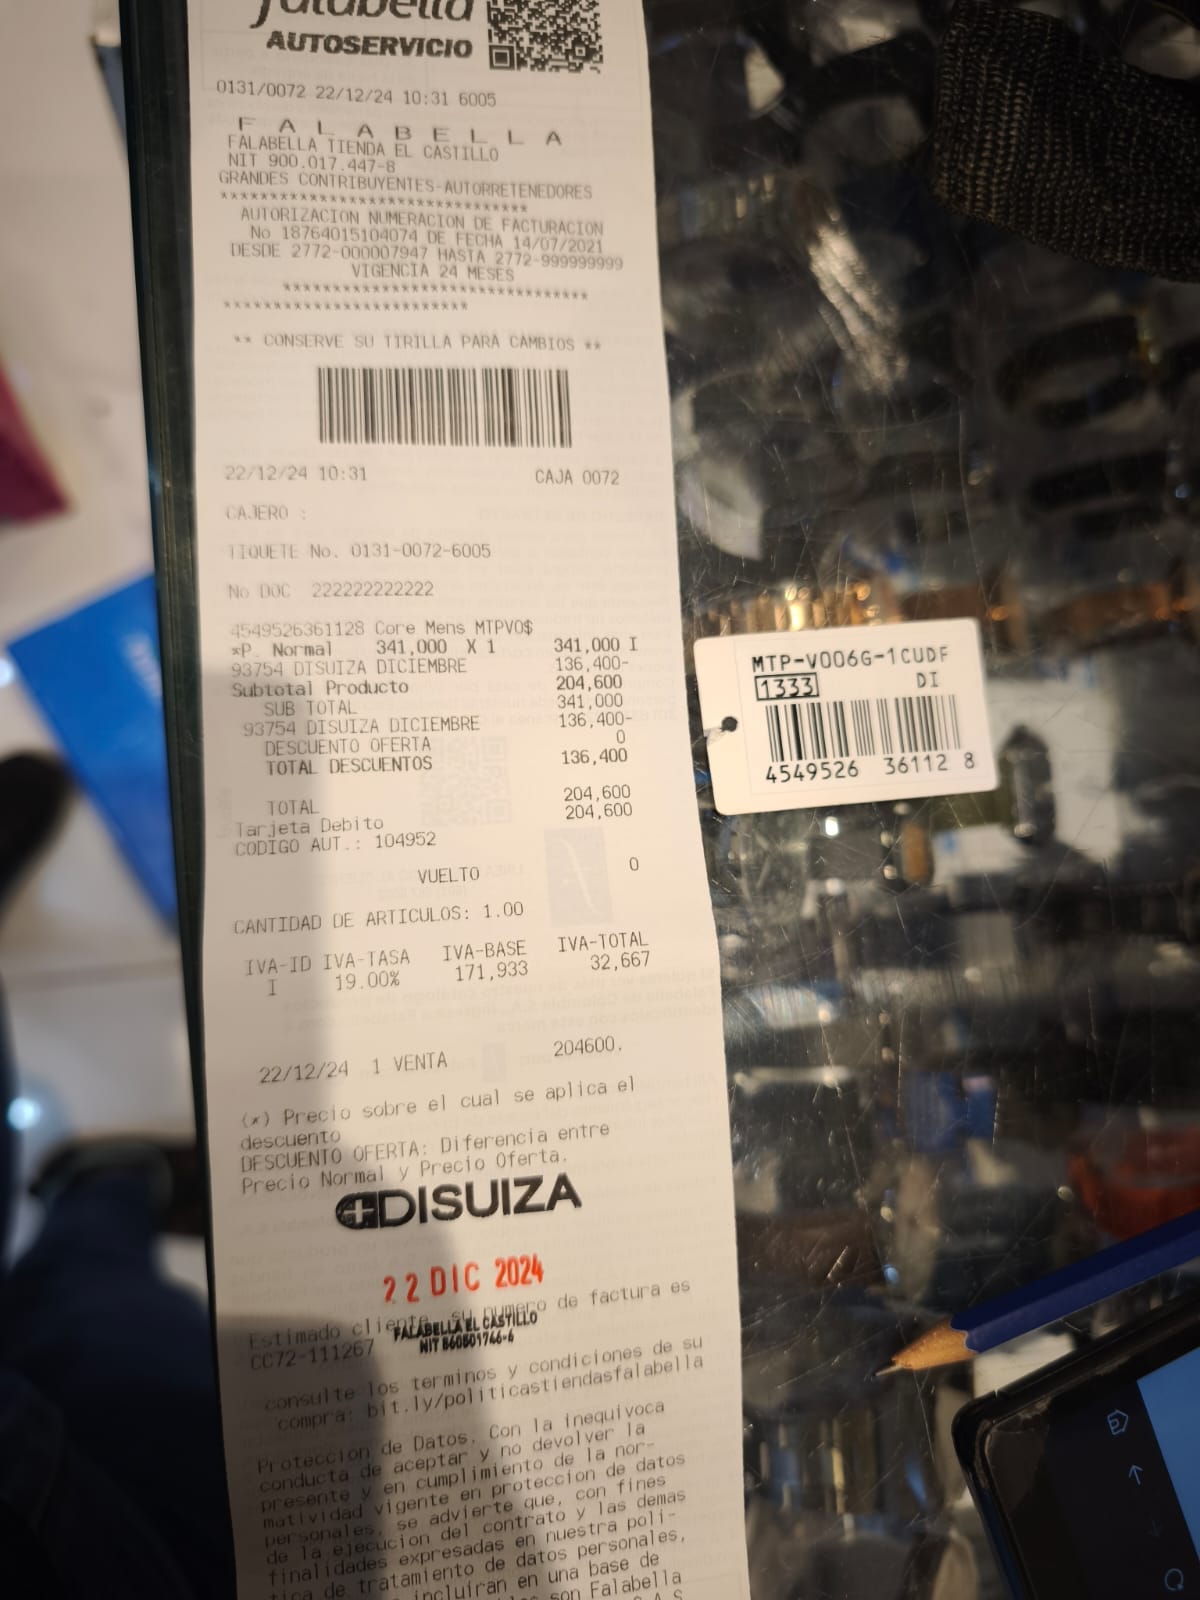 falabella
AUTOSERVICIO
0131/0072 22/12/24 10:31 6005
F A L A B E L L A
FALABELLA TIENDA EL CASTILLO
NIT 900.017.447-8
GRANDES CONTRIBUYENTES-AUTORRETENEDORES
*********************************
AUTORIZACION NUMERACION DE FACTURACION
No 18764015104074 DE FECHA 14/07/2021
DESDE 2772-000007947 HASTA 2772-999999999
VIGENCIA 24 MESES
*********************************
**************************
** CONSERVE SU TIRILLA PARA CAMBIOS **
22/12/24 10:31 CAJA 0072
CAJERO :
TIQUETE No. 0131-0072-6005
No DOC 222222222222
4549526361128 Core Mens MTPVO$
*P. Normal 341,000 X 1 341,000 I
93754 DISUIZA DICIEMBRE 136,400-
Subtotal Producto 204,600
SUB TOTAL 341,000
93754 DISUIZA DICIEMBRE 136,400-
DESCUENTO OFERTA 0
TOTAL DESCUENTOS 136,400
TOTAL 204,600
Tarjeta Debito 204,600
CODIGO AUT.: 104952
VUELTO 0
CANTIDAD DE ARTICULOS: 1.00
IVA-ID IVA-TASA IVA-BASE IVA-TOTAL
I 19.00% 171,933 32,667
22/12/24 1 VENTA 204600.
(*) Precio sobre el cual se aplica el
descuento
DESCUENTO OFERTA: Diferencia entre
Precio Normal y Precio Oferta.
DISUIZA
22 DIC 2024
Estimado cliente, su numero de factura es
FALABELLA EL CASTILLO
CC72-111267
NIT 860501766-6
consulte los terminos y condiciones de su
compra: bit.ly/politicastiendasfalabella
Proteccion de Datos. Con la inequivoca
conducta de aceptar y no devolver la
presente y en cumplimiento de la nor-
matividad vigente en proteccion de datos
personales, se advierte que, con fines
de la ejecucion del contrato y las demas
finalidades expresadas en nuestra poli-
tica de tratamiento de datos personales,
incluiran en una base de
son Falabella
MTP-V006G-1CUDF
1333 DI
4549526 36112 8